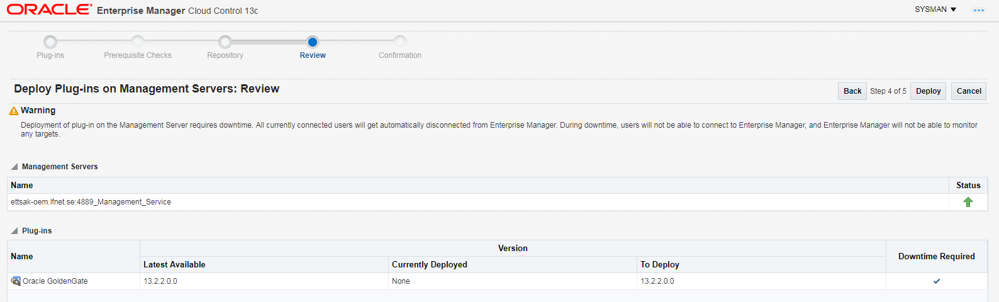 ORACLE Enterprise Manager Cloud Control 13c
SYSMAN
Plug-ins
Prerequisite Checks
Repository
Review
Confirmation
Deploy Plug-ins on Management Servers: Review
Back Step 4 of 5 Deploy Cancel
Warning
Deployment of plug-in on the Management Server requires downtime. All currently connected users will get automatically disconnected from Enterprise Manager. During downtime, users will not be able to connect to Enterprise Manager, and Enterprise Manager will not be able to monitor
any targets.
Management Servers
Name Status
ettsak-oem.lfnet.se:4889_Management_Service
Plug-ins
Name Version Downtime Required
Latest Available Currently Deployed To Deploy
Oracle GoldenGate 13.2.2.0.0 None 13.2.2.0.0